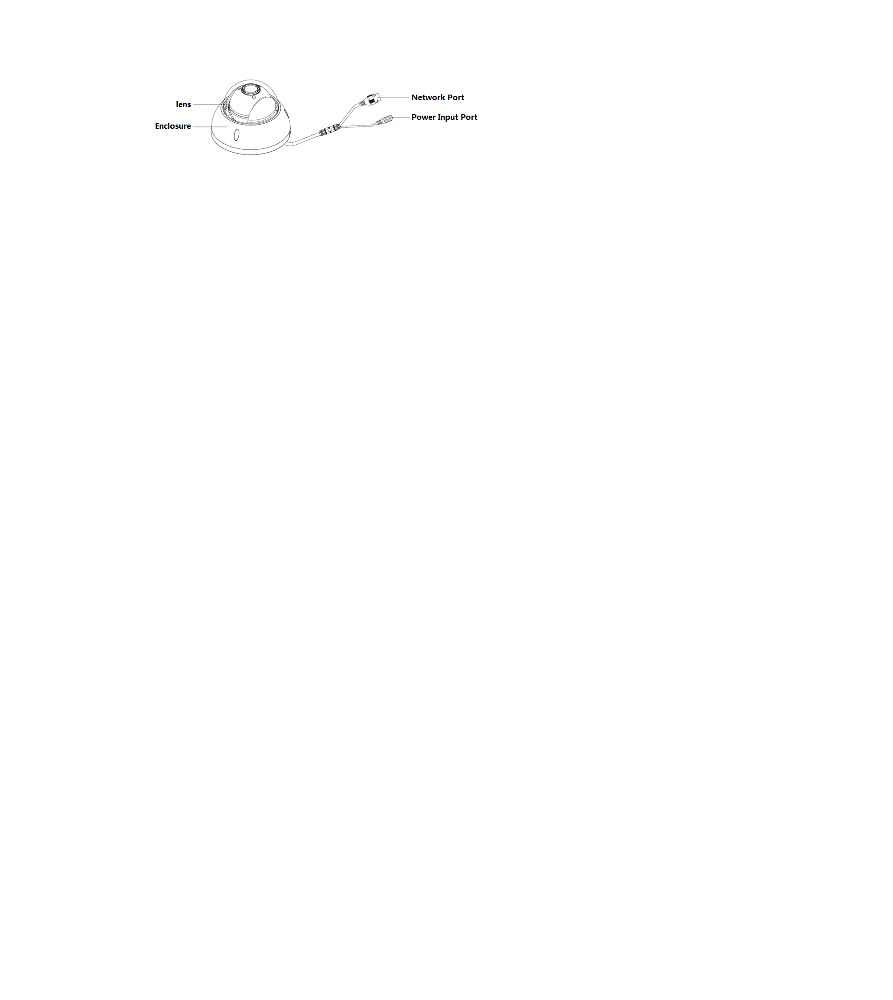 lens
Enclosure
Network Port
Power Input Port